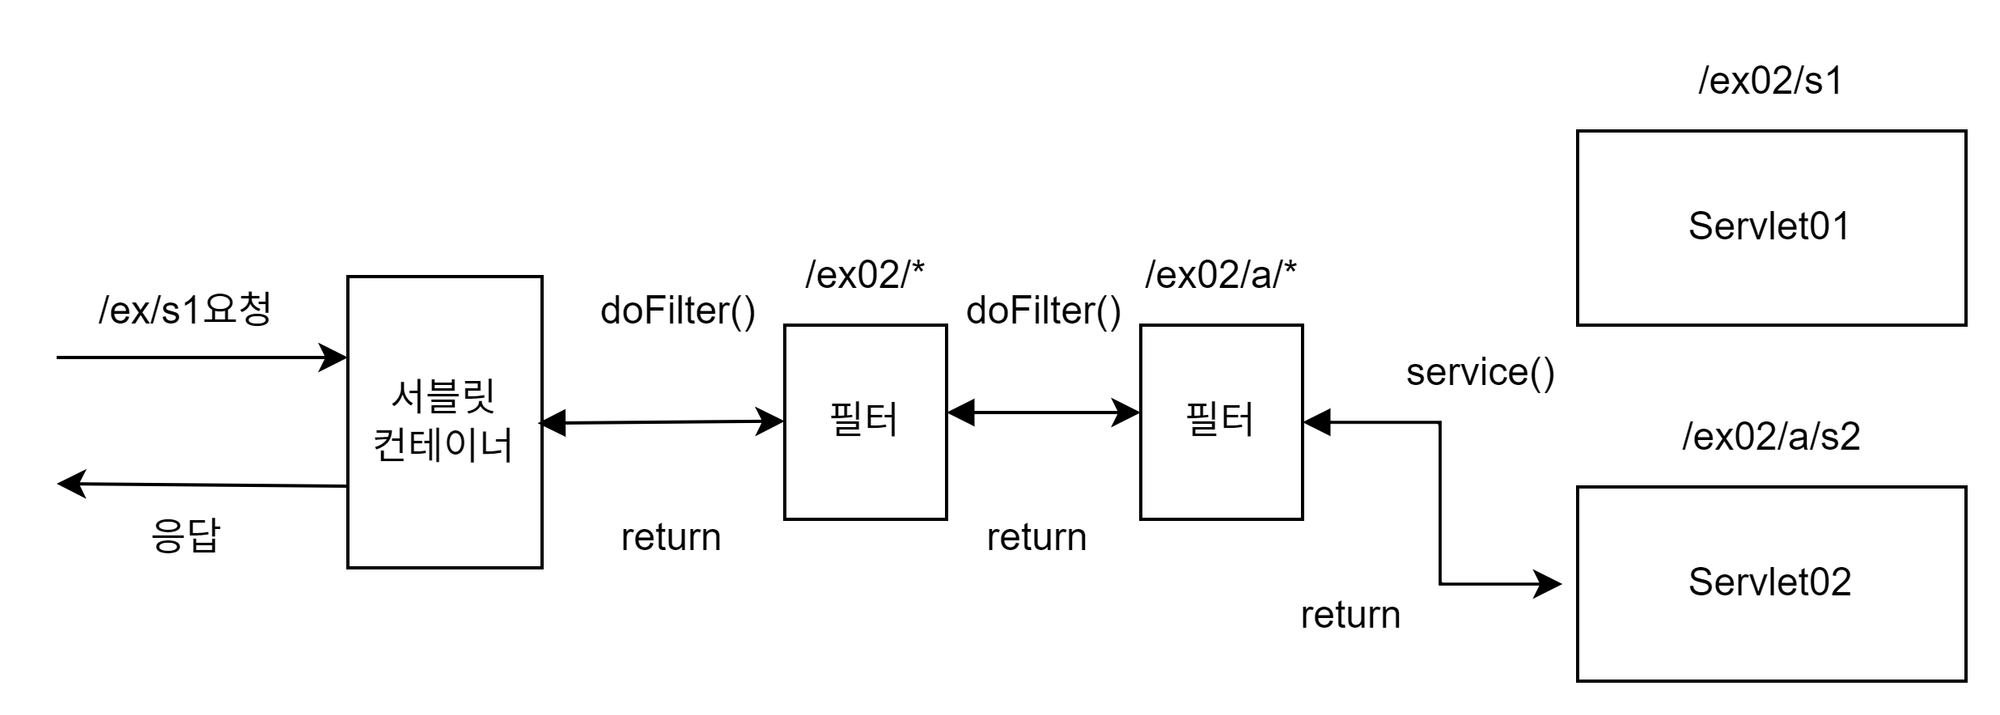 /ex02/s1
Servlet01
/ex/s1요청
서블릿
컨테이너
응답
doFilter()
return
/ex02/*
필터
doFilter()
return
/ex02/a/*
필터
service()
return
/ex02/a/s2
Servlet02